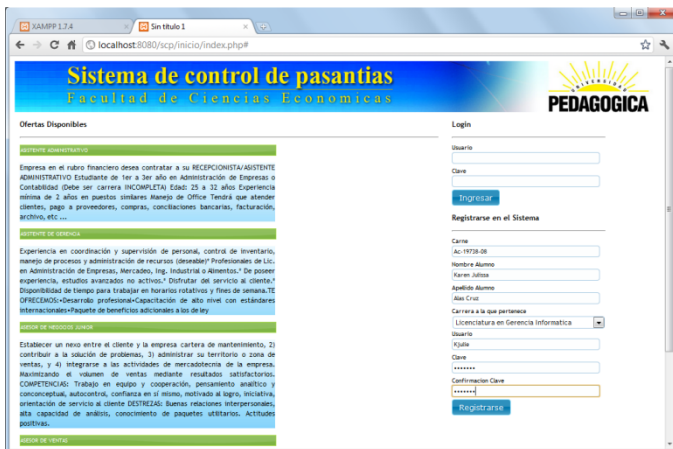 XAMPP 1.7.4
Sin título 1
localhost:8080/scp/inicio/index.php#
Sistema de control de pasantias
Facultad de Ciencias Economicas
UNIVERSIDAD
PEDAGOGICA
Ofertas Disponibles
ASISTENTE ADMINISTRATIVO
Empresa en el rubro financiero desea contratar a su RECEPCIONISTA/ASISTENTE
ADMINISTRATIVO Estudiante de 1er a 3er año en Administración de Empresas o
Contabilidad (Debe ser carrera INCOMPLETA) Edad: 25 a 32 años Experiencia
mínima de 2 años en puestos similares Manejo de Office Tendrá que atender
clientes, pago a proveedores, compras, conciliaciones bancarias, facturación,
archivo, etc ...
ASISTENTE DE GERENCIA
Experiencia en coordinación y supervisión de personal, control de inventario,
manejo de procesos y administración de recursos (deseable)* Profesionales de Lic.
en Administración de Empresas, Mercadeo, Ing. Industrial o Alimentos.* De poseer
experiencia, estudios avanzados no activos.* Disfrutar del servicio al cliente.*
Disponibilidad de tiempo para trabajar en horarios rotativos y fines de semana.TE
OFRECEMOS:•Desarrollo profesional•Capacitación de alto nivel con estándares
internacionales•Paquete de beneficios adicionales a los de ley
ASESOR DE NEGOCIOS JUNIOR
Establecer un nexo entre el cliente y la empresa cartera de mantenimiento, 2)
contribuir a la solución de problemas, 3) administrar su territorio o zona de
ventas, y 4) integrarse a las actividades de mercadotecnia de la empresa.
Maximizando el volumen de ventas mediante resultados satisfactorios.
COMPETENCIAS: Trabajo en equipo y cooperación, pensamiento analítico y
conconceptual, autocontrol, confianza en sí mismo, motivado al logro, iniciativa,
orientación de servicio al cliente DESTREZAS: Buenas relaciones interpersonales,
alta capacidad de análisis, conocimiento de paquetes utilitarios. Actitudes
positivas.
ASESOR DE VENTAS
Login
Usuario
Clave
Ingresar
Registrarse en el Sistema
Carne
Ac-19738-08
Nombre Alumno
Karen Julissa
Apellido Alumno
Alas Cruz
Carrera a la que pertenece
Licenciatura en Gerencia Informatica
Usuario
Kjulie
Clave
•••••••
Confirmacion Clave
•••••••
Registrarse